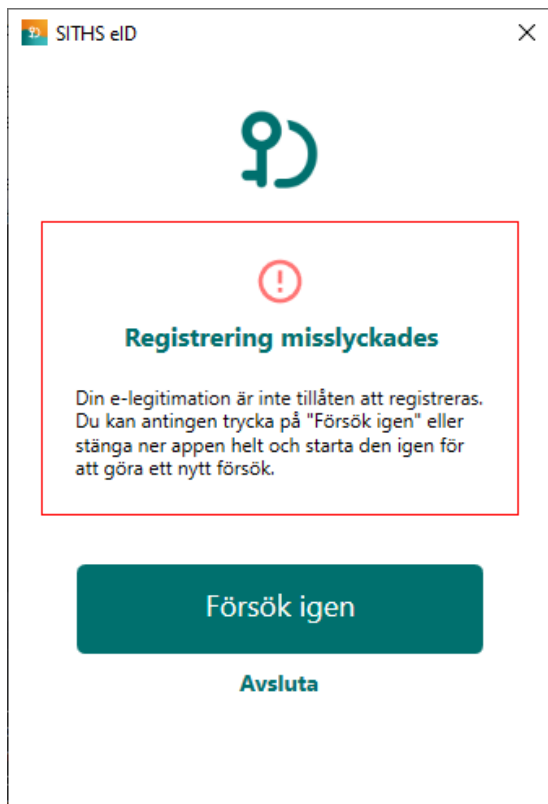 SITHS eID
Registrering misslyckades
Din e-legitimation är inte tillåten att registreras.
Du kan antingen trycka på "Försök igen" eller
stänga ner appen helt och starta den igen för
att göra ett nytt försök.
Försök igen
Avsluta